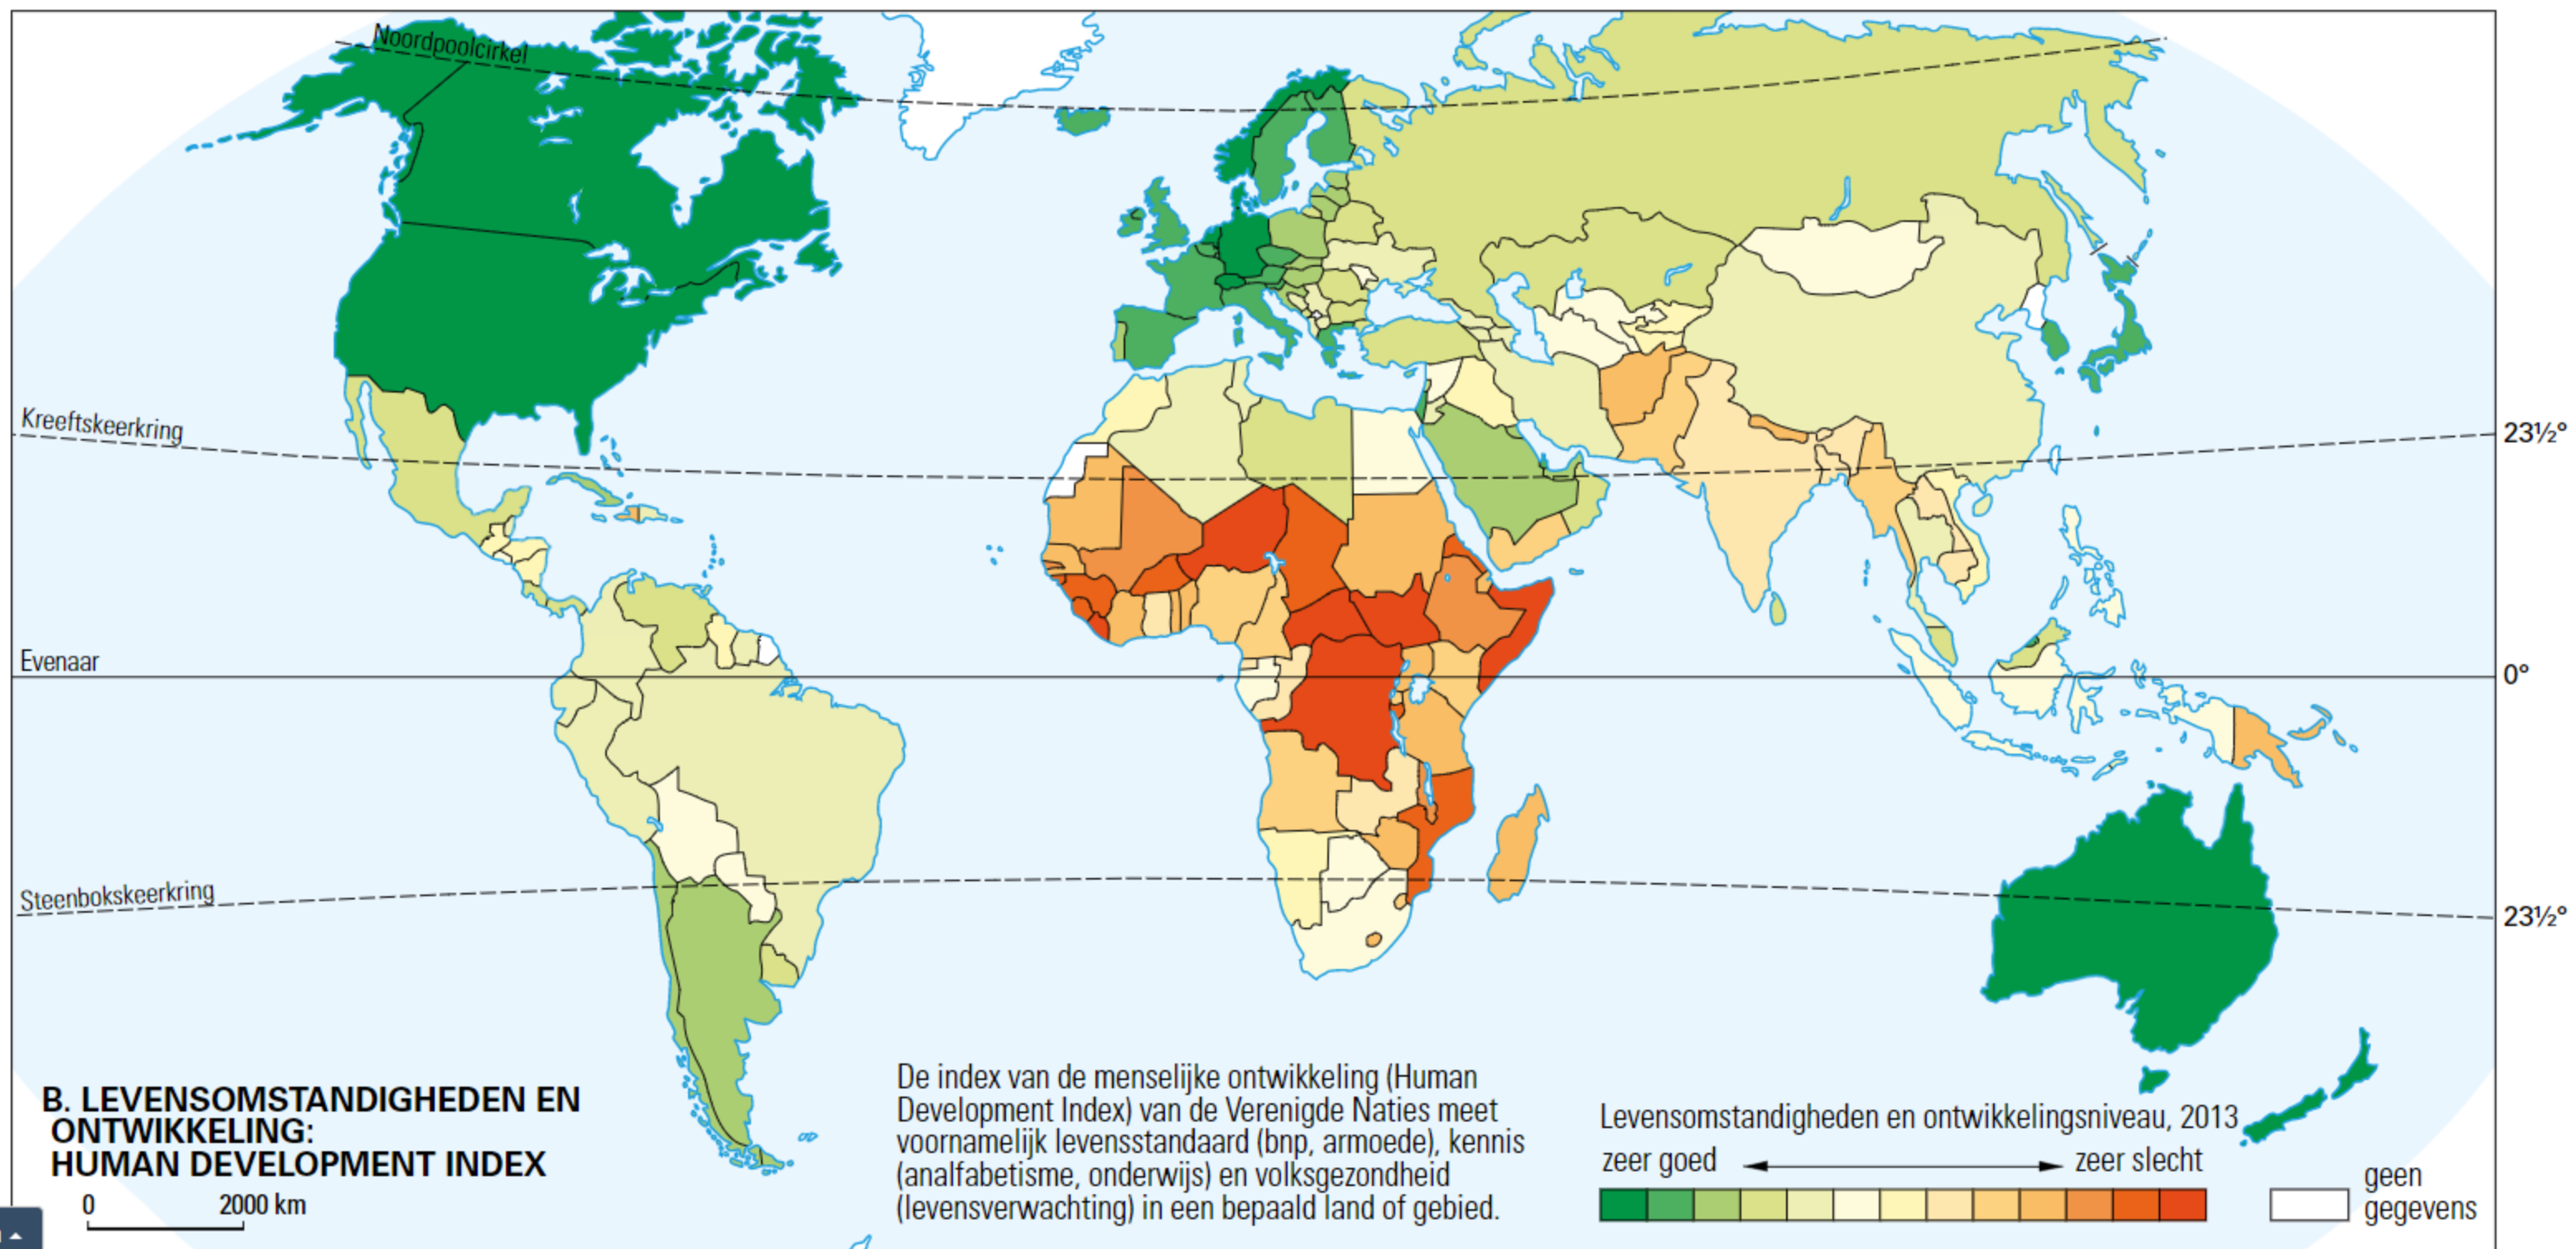 Noordpoolcirkel
Kreeftskeerkring
23½°
Evenaar
0°
Steenbokskeerkring
23½°
B. LEVENSOMSTANDIGHEDEN EN
ONTWIKKELING:
HUMAN DEVELOPMENT INDEX
0 2000 km
De index van de menselijke ontwikkeling (Human
Development Index) van de Verenigde Naties meet
voornamelijk levensstandaard (bnp, armoede), kennis
(analfabetisme, onderwijs) en volksgezondheid
(levensverwachting) in een bepaald land of gebied.
Levensomstandigheden en ontwikkelingsniveau, 2013
zeer goed zeer slecht
geen
gegevens